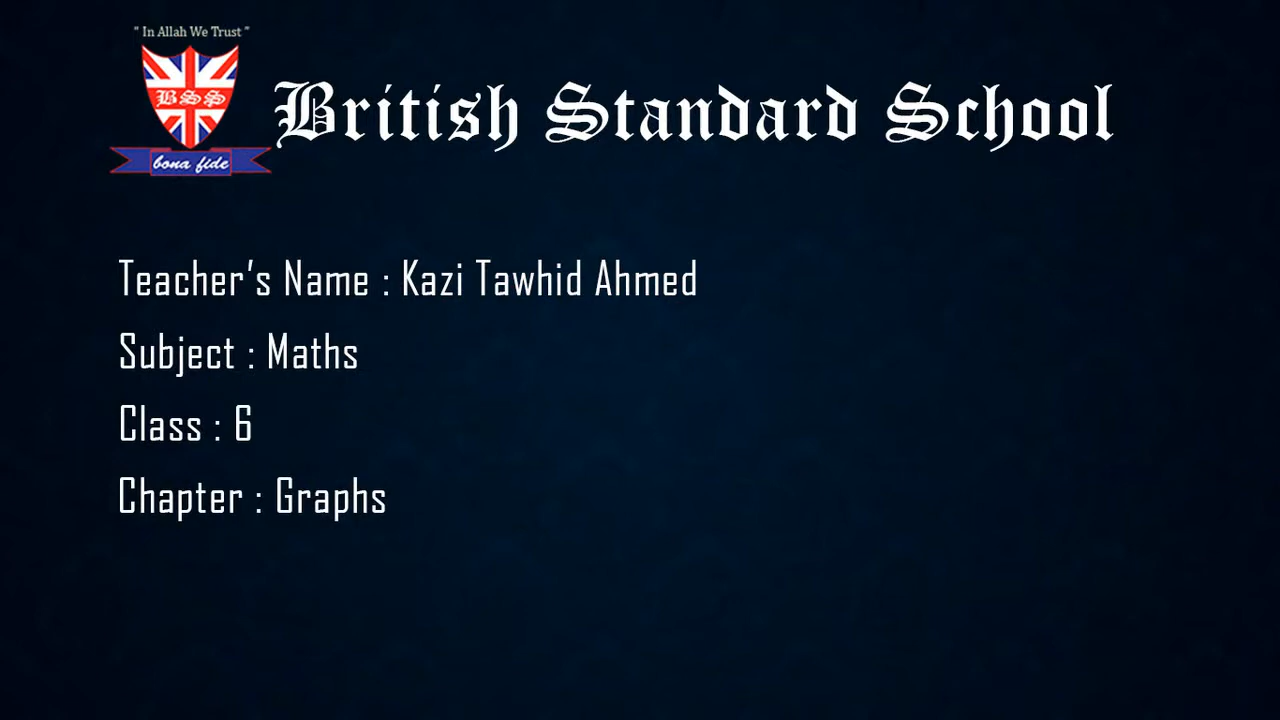 " In Allah We Trust "
BSS
bona fide
British Standard School
Teacher’s Name : Kazi Tawhid Ahmed
Subject : Maths
Class : 6
Chapter : Graphs